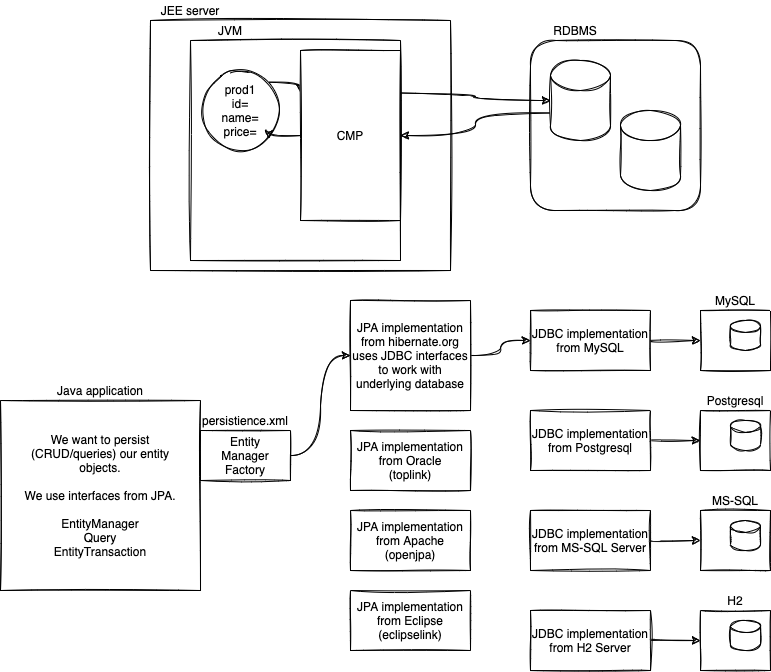 JEE server
JVM
RDBMS
prod1
id=
name=
price=
CMP
MySQL
JPA implementation
from hibernate.org
uses JDBC interfaces
to work with
underlying database
JDBC implementation
from MySQL
Java application
persistience.xml
Postgresql
We want to persist
(CRUD/queries) our entity
objects.
We use interfaces from JPA.
EntityManager
Query
EntityTransaction
Entity
Manager
Factory
JPA implementation
from Oracle
(toplink)
JDBC implementation
from Postgresql
MS-SQL
JPA implementation
from Apache
(openjpa)
JDBC implementation
from MS-SQL Server
H2
JPA implementation
from Eclipse
(eclipselink)
JDBC implementation
from H2 Server